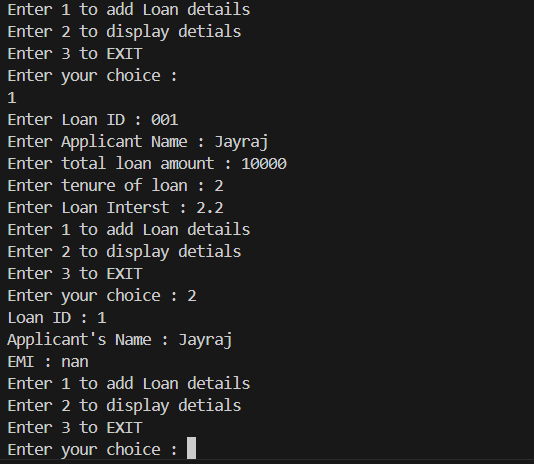 Enter 1 to add Loan details
Enter 2 to display detials
Enter 3 to EXIT
Enter your choice :
1
Enter Loan ID : 001
Enter Applicant Name : Jayraj
Enter total loan amount : 10000
Enter tenure of loan : 2
Enter Loan Interst : 2.2
Enter 1 to add Loan details
Enter 2 to display detials
Enter 3 to EXIT
Enter your choice : 2
Loan ID : 1
Applicant's Name : Jayraj
EMI : nan
Enter 1 to add Loan details
Enter 2 to display detials
Enter 3 to EXIT
Enter your choice :